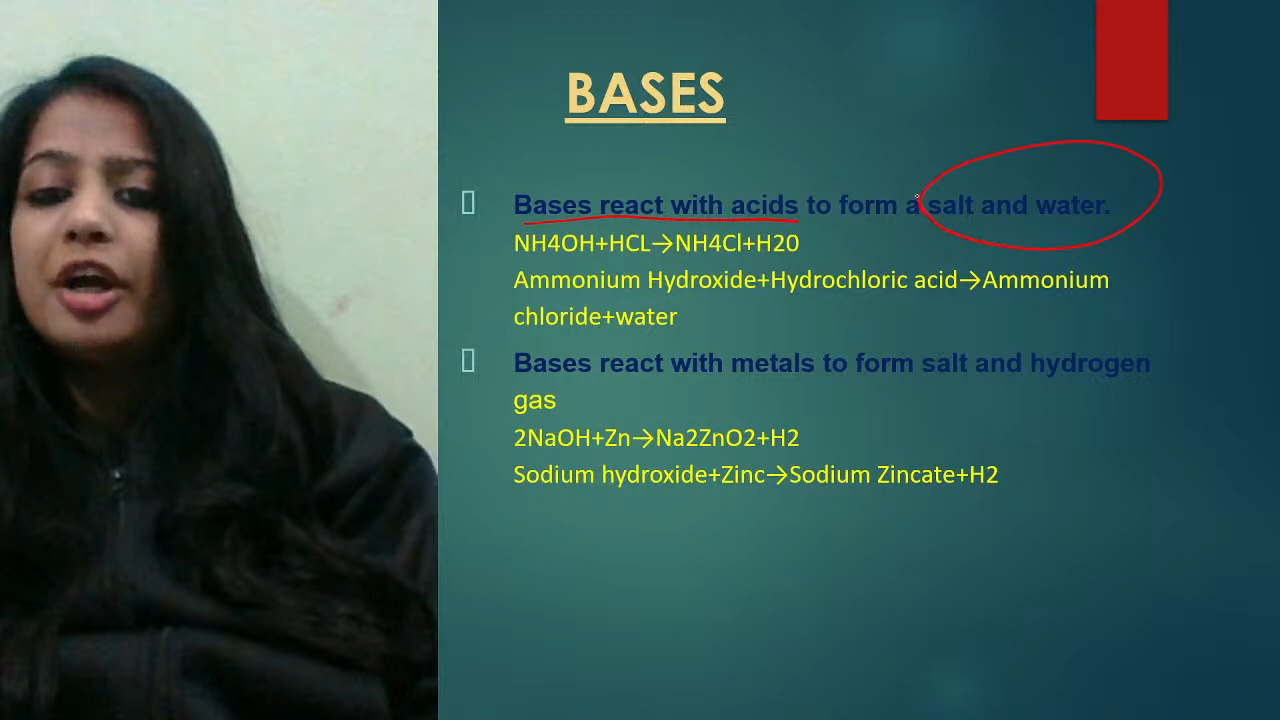 BASES
Bases react with acids to form a salt and water.
NH4OH+HCL→NH4Cl+H20
Ammonium Hydroxide+Hydrochloric acid→Ammonium
chloride+water
Bases react with metals to form salt and hydrogen
gas
2NaOH+Zn→Na2ZnO2+H2
Sodium hydroxide+Zinc→Sodium Zincate+H2